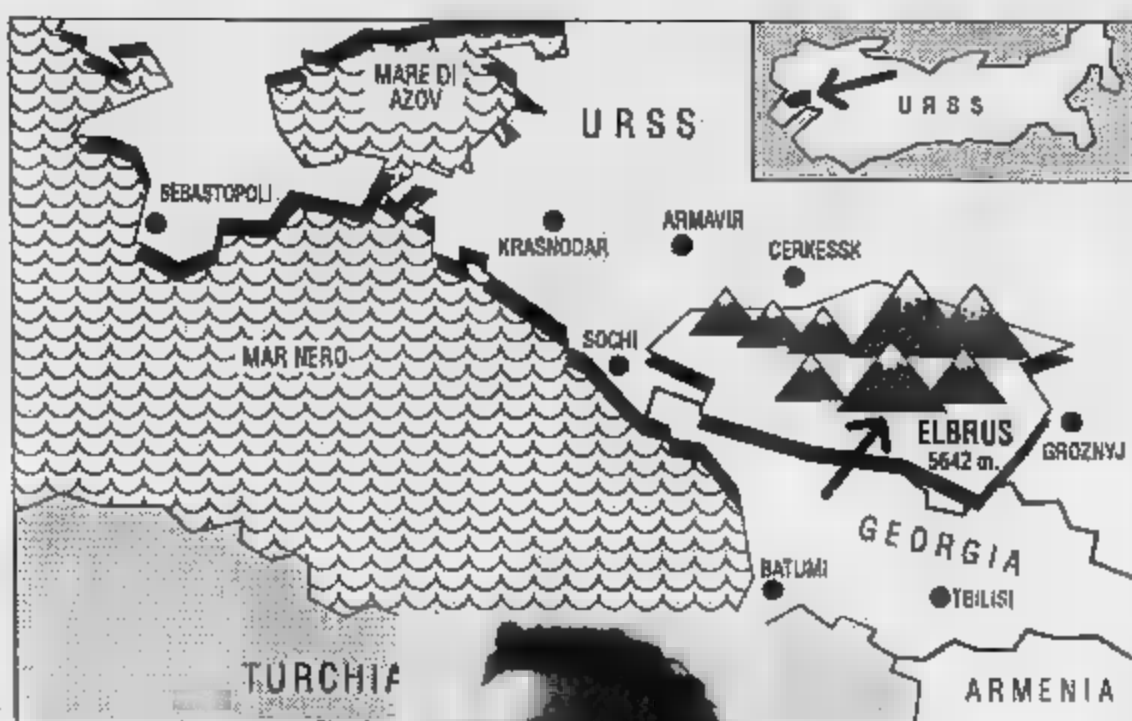 MARE DI
AZOV
URSS
URSS
SEBASTOPOLI
KRASNODAR
ARMAVIR
CERKESSK
SOCHI
MAR NERO
ELBRUS
5642 m.
GROZNYJ
GEORGIA
BATUMI
TBILISI
TURCHIA
ARMENIA